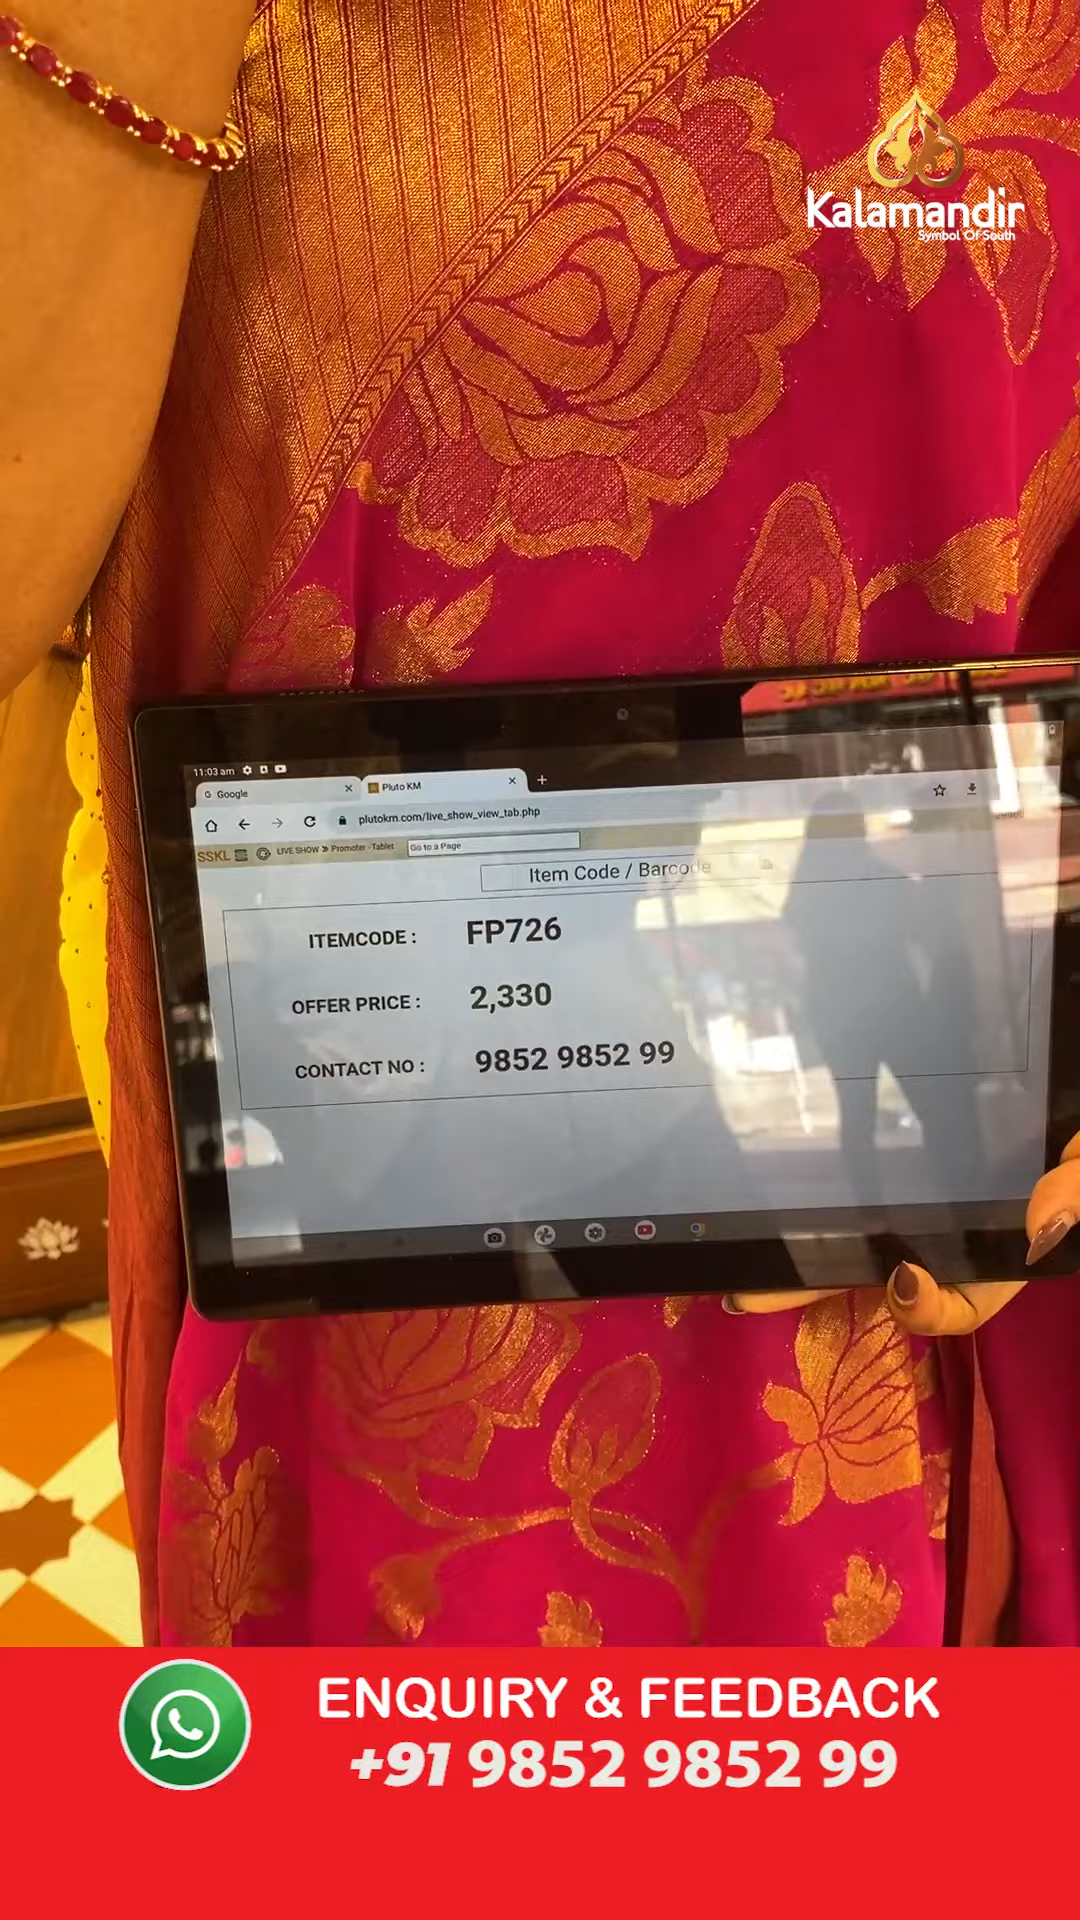 Kalamandir
Symbol Of South
11:03 am
Google
Pluto KM
plutokm.com/live_show_view_tab.php
SSKL
LIVE SHOW » Promoter - Tablet
Go to a Page
Item Code / Barcode
ITEMCODE : FP726
OFFER PRICE : 2,330
CONTACT NO : 9852 9852 99
ENQUIRY & FEEDBACK
+91 9852 9852 99